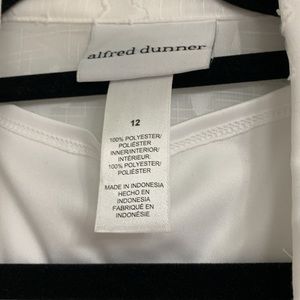 alfred dunner
12
100% POLYESTER/
POLIÉSTER
INNER/INTERIOR/
INTÉRIEUR:
100% POLYESTER/
POLIÉSTER
MADE IN INDONESIA
HECHO EN
INDONESIA
FABRIQUÉ EN
INDONÉSIE